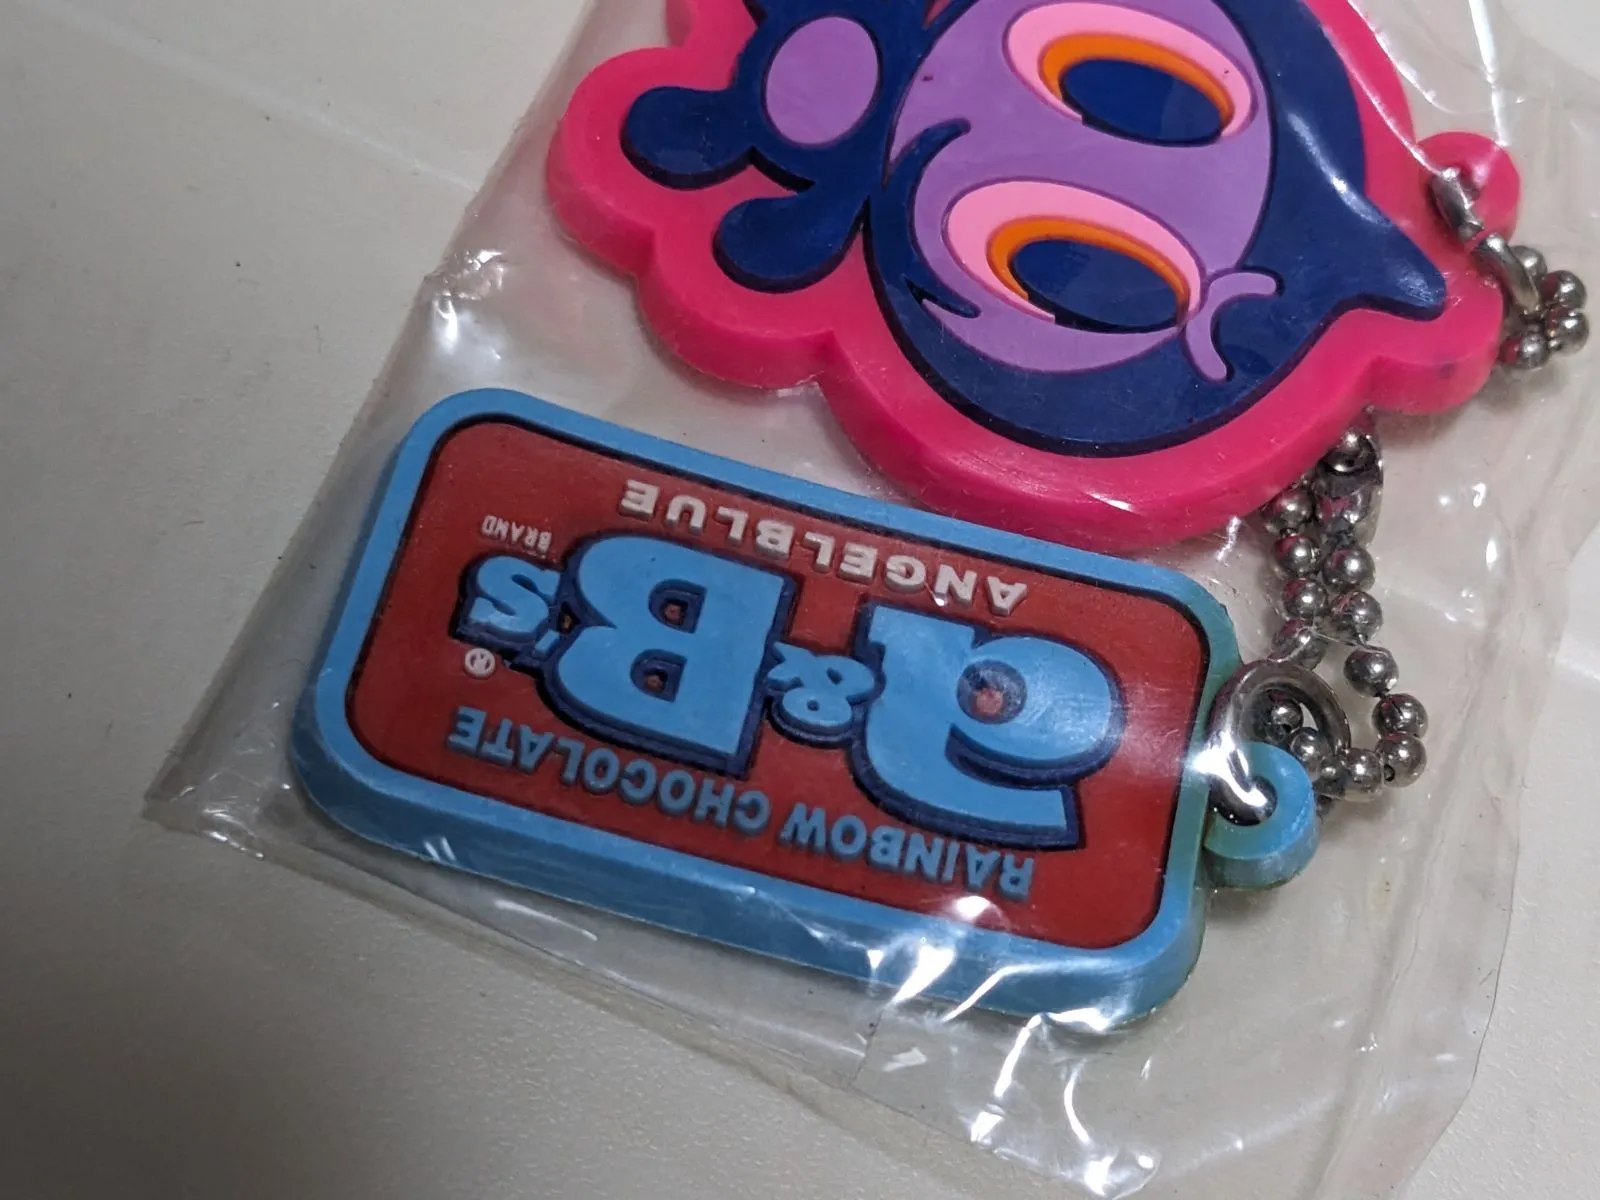 RAINBOW CHOCOLATE
a&B's®
BRAND
ANGELBLUE